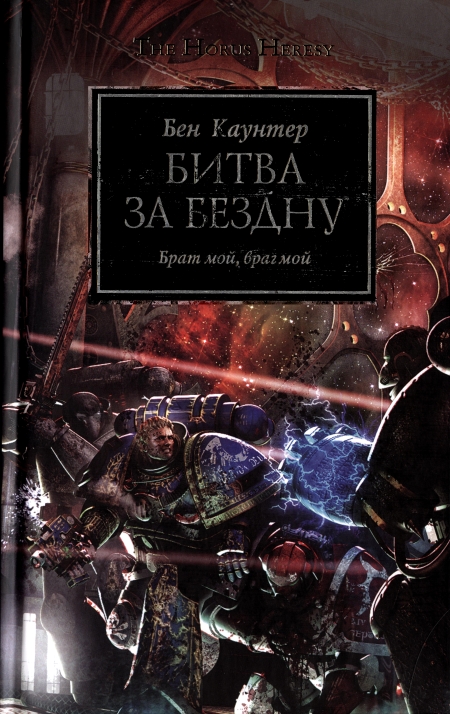 The Horus Heresy
Бен Каунтер
БИТВА
ЗА БЕЗДНУ
Брат мой, враг мой